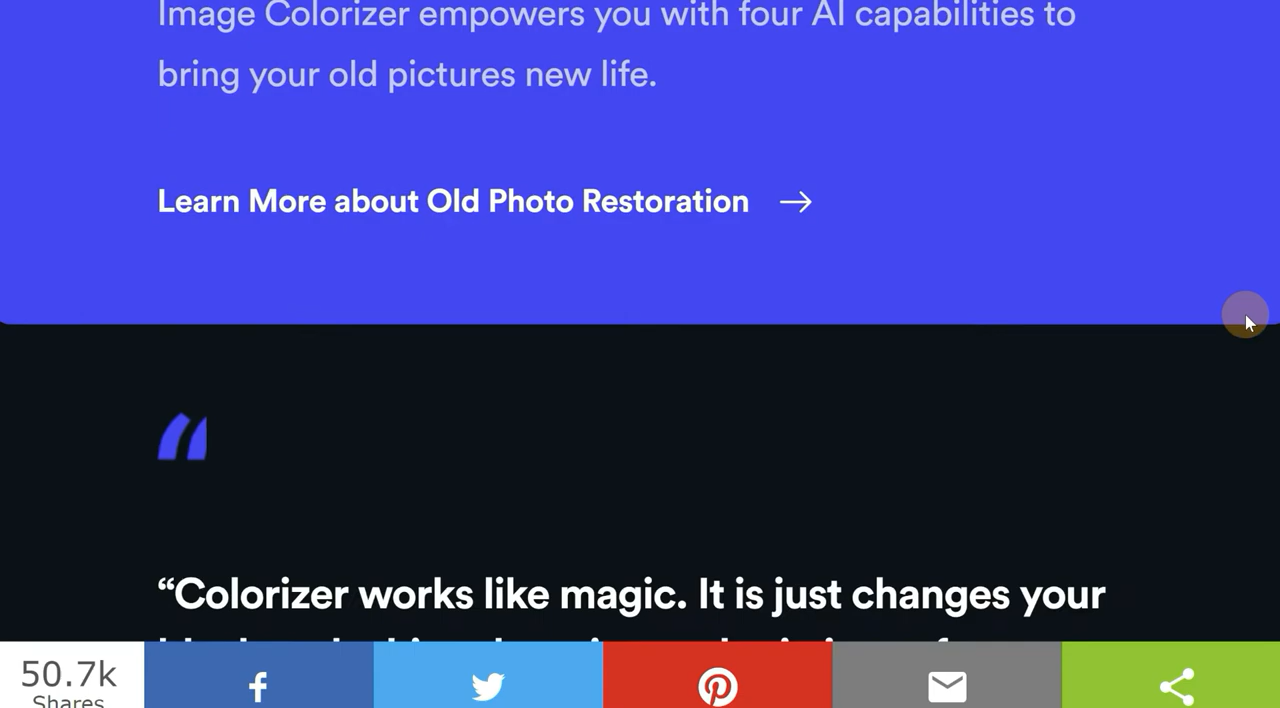 Image Colorizer empowers you with four AI capabilities to
bring your old pictures new life.
Learn More about Old Photo Restoration →
“Colorizer works like magic. It is just changes your
50.7k
Shares